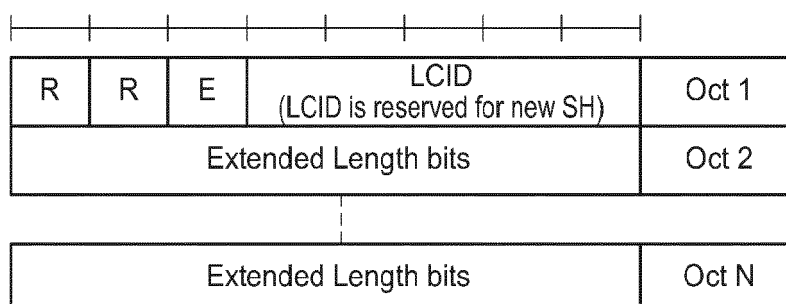 R R E LCID Oct 1
(LCID is reserved for new SH)
Extended Length bits Oct 2
Extended Length bits Oct N